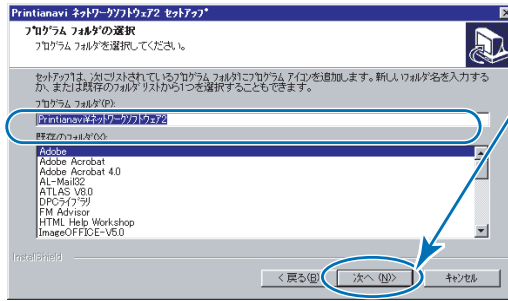 Printianavi ネットワークソフトウェア2 セットアップ
プログラム フォルダの選択
プログラム フォルダを選択してください。
セットアップは、次にリストされているプログラム フォルダにプログラム アイコンを追加します。新しいフォルダ名を入力する
か、または既存のフォルダ リストから1つを選択することもできます。
プログラム フォルダ(P):
Printianavi¥ネットワークソフトウェア2
既存のフォルダ(X):
Adobe
Adobe Acrobat
Adobe Acrobat 4.0
AL-Mail32
ATLAS V8.0
DPCライブラリ
FM Advisor
HTML Help Workshop
ImageOFFICE-V5.0
InstallShield
< 戻る(B)
次へ (N)>
キャンセル